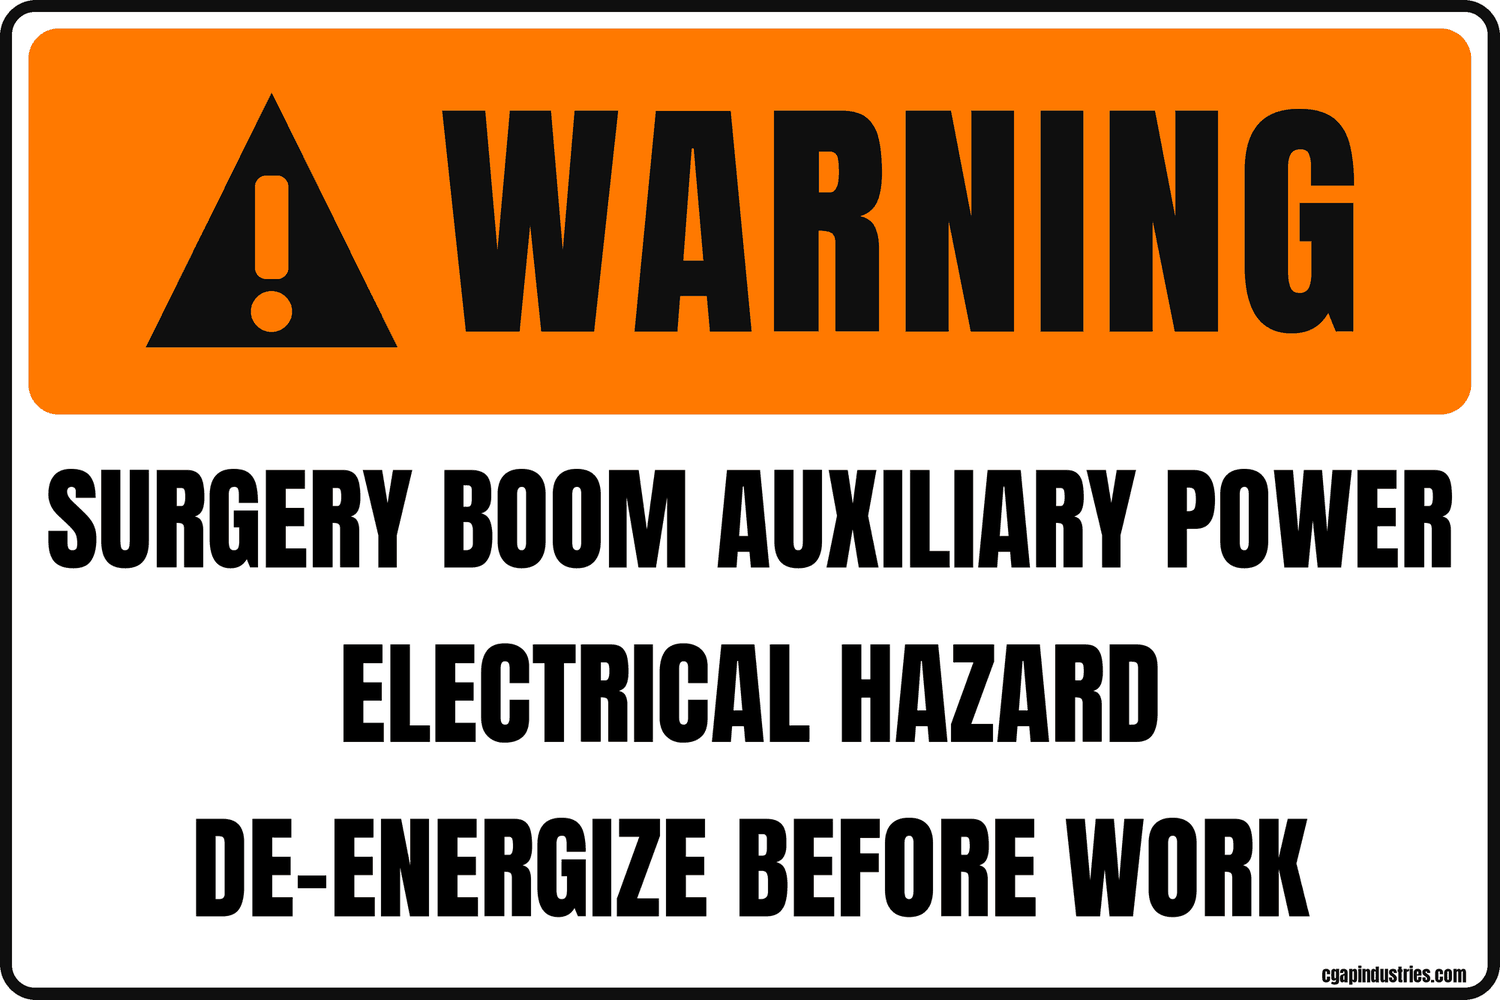 WARNING
SURGERY BOOM AUXILIARY POWER
ELECTRICAL HAZARD
DE-ENERGIZE BEFORE WORK
cgapindustries.com